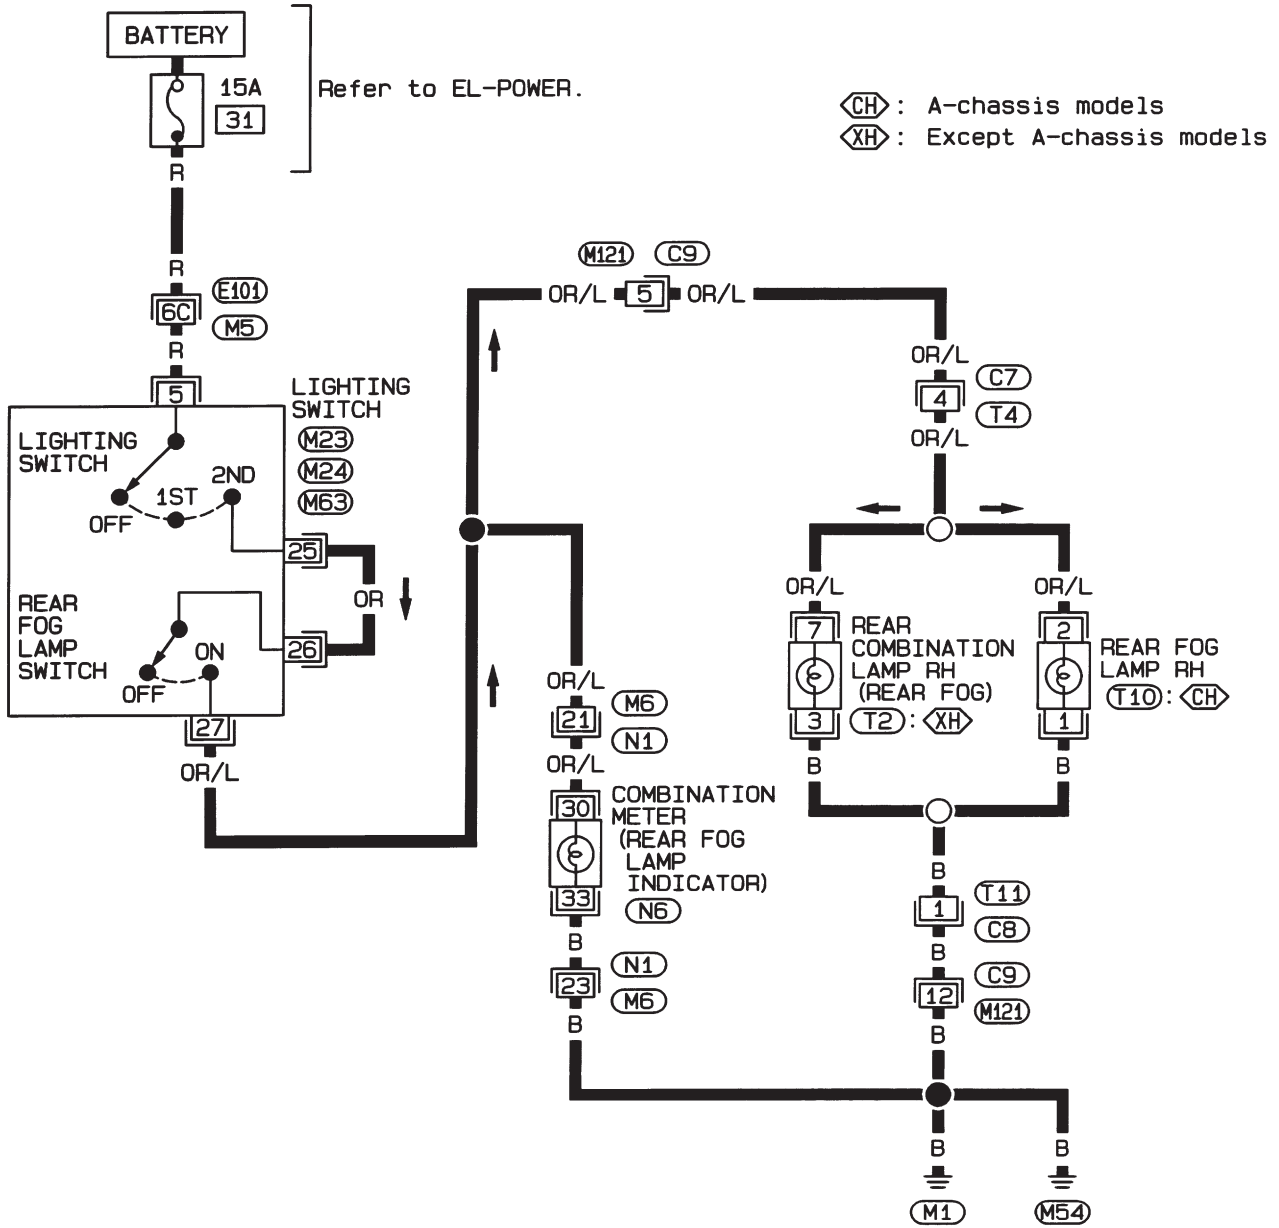 BATTERY
15A
31
Refer to EL-POWER.
CH : A-chassis models
XH : Except A-chassis models
R
R
6C
E101
M5
R
5
LIGHTING
SWITCH
M23
M24
M63
LIGHTING
SWITCH
OFF
1ST
2ND
25
OR
26
REAR
FOG
LAMP
SWITCH
OFF
ON
27
OR/L
M121
C9
OR/L
5
OR/L
OR/L
4
C7
T4
OR/L
OR/L
7
REAR
COMBINATION
LAMP RH
(REAR FOG)
3
T2 : XH
B
OR/L
2
REAR FOG
LAMP RH
T10 : CH
1
B
OR/L
21
M6
N1
OR/L
30
COMBINATION
METER
(REAR FOG
LAMP
INDICATOR)
33
N6
B
23
N1
M6
B
B
1
T11
C8
B
12
C9
M121
B
B
B
M1
M54